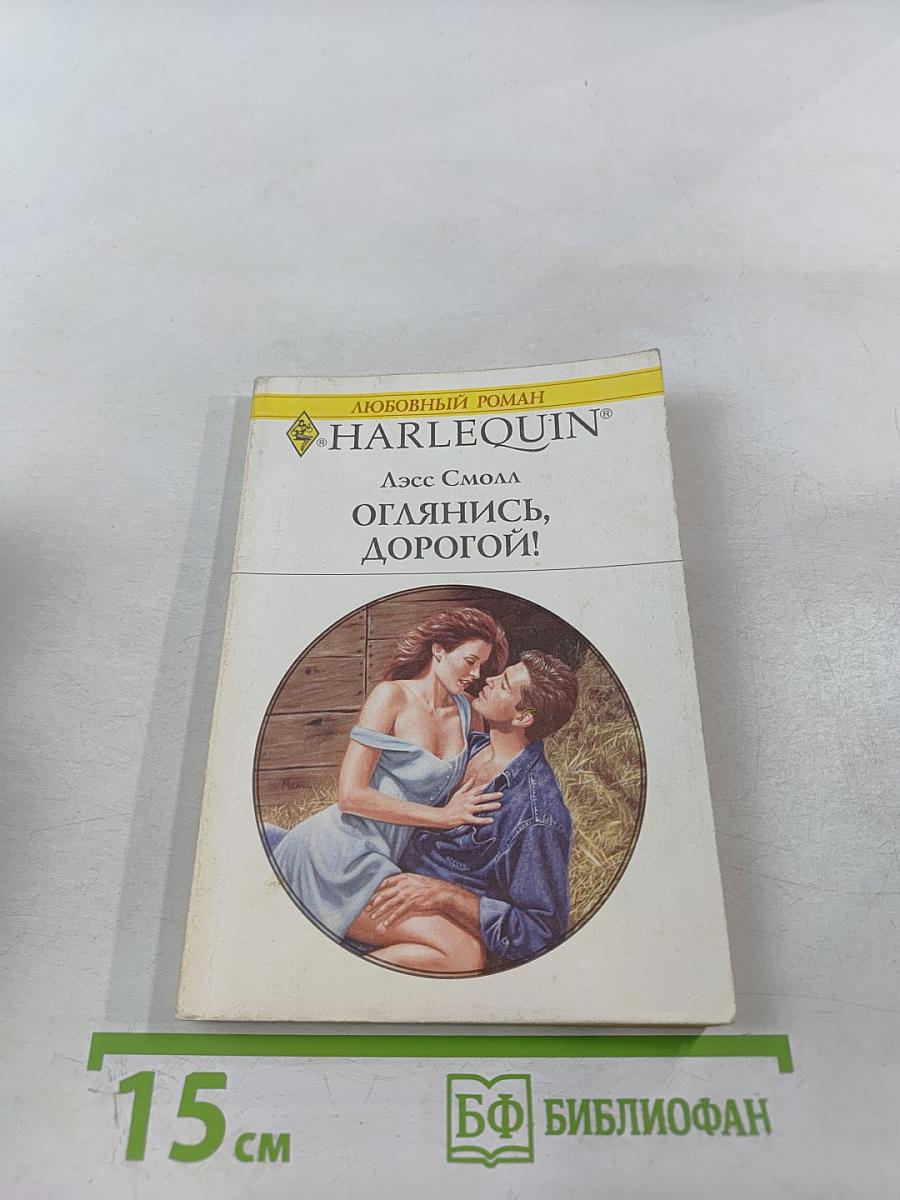 ЛЮБОВНЫЙ РОМАН
® HARLEQUIN®
Лэсс Смолл
ОГЛЯНИСЬ,
ДОРОГОЙ!
15 см
БФ БИБЛИОФАН